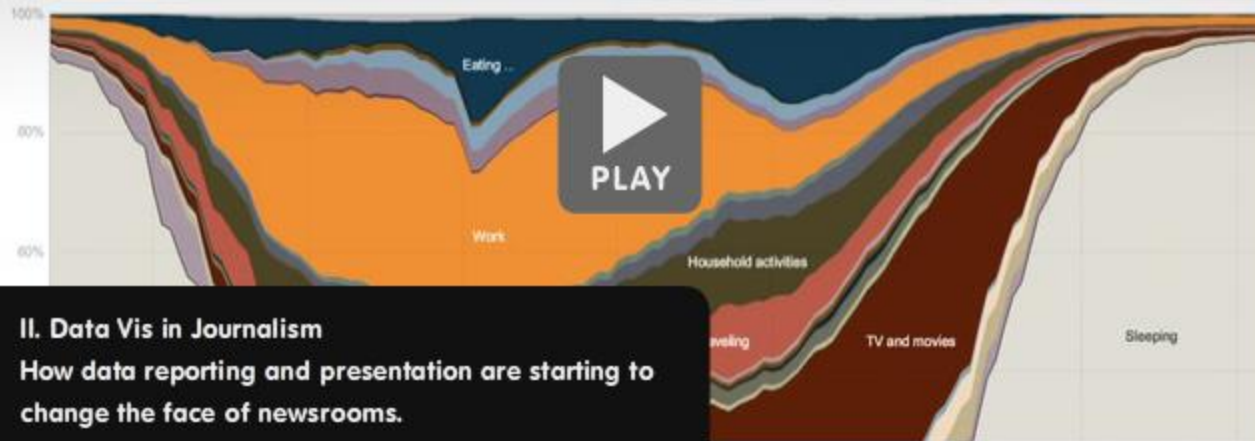 100%
Eating ...
80%
PLAY
Work
60%
Household activities
II. Data Vis in Journalism
How data reporting and presentation are starting to
change the face of newsrooms.
aveling
TV and movies
Sleeping